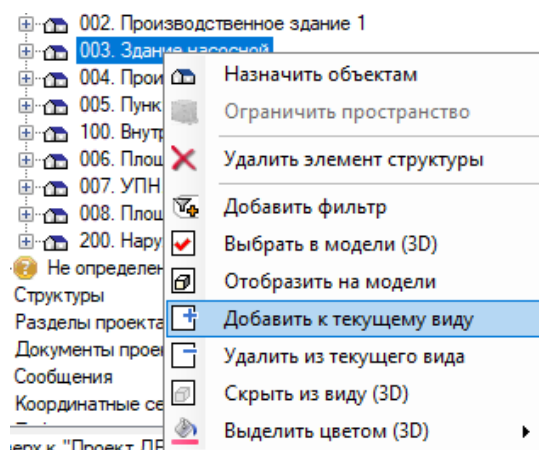 002. Производственное здание 1
003. Здание насосной
004. Прои
005. Пунк
100. Внутр
006. Площ
007. УПН
008. Площ
200. Нару
Не определен
Структуры
Разделы проекта
Документы проек
Сообщения
Координатные се
верх к "Проект ПЕ
Назначить объектам
Ограничить пространство
Удалить элемент структуры
Добавить фильтр
Выбрать в модели (3D)
Отобразить на модели
Добавить к текущему виду
Удалить из текущего вида
Скрыть из виду (3D)
Выделить цветом (3D)